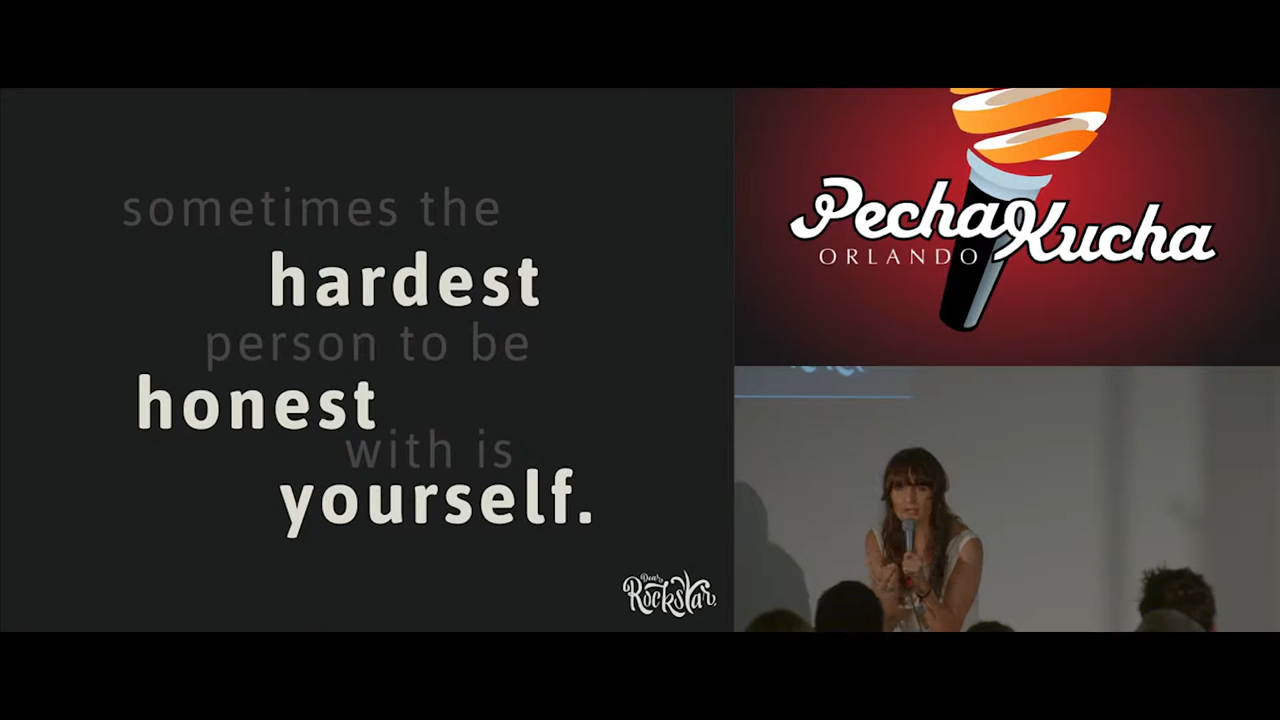 sometimes the
hardest
person to be
honest
with is
yourself.
Dear
RockStar,
PechaKucha
ORLANDO